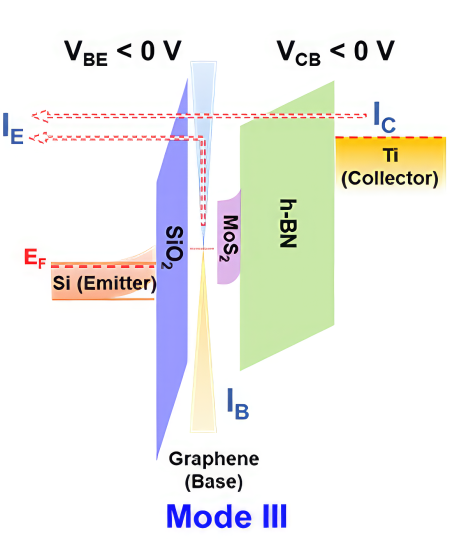 V_BE < 0 V
V_CB < 0 V
I_E
I_C
Ti
(Collector)
SiO₂
MoS₂
h-BN
E_F
Si (Emitter)
I_B
Graphene
(Base)
Mode III